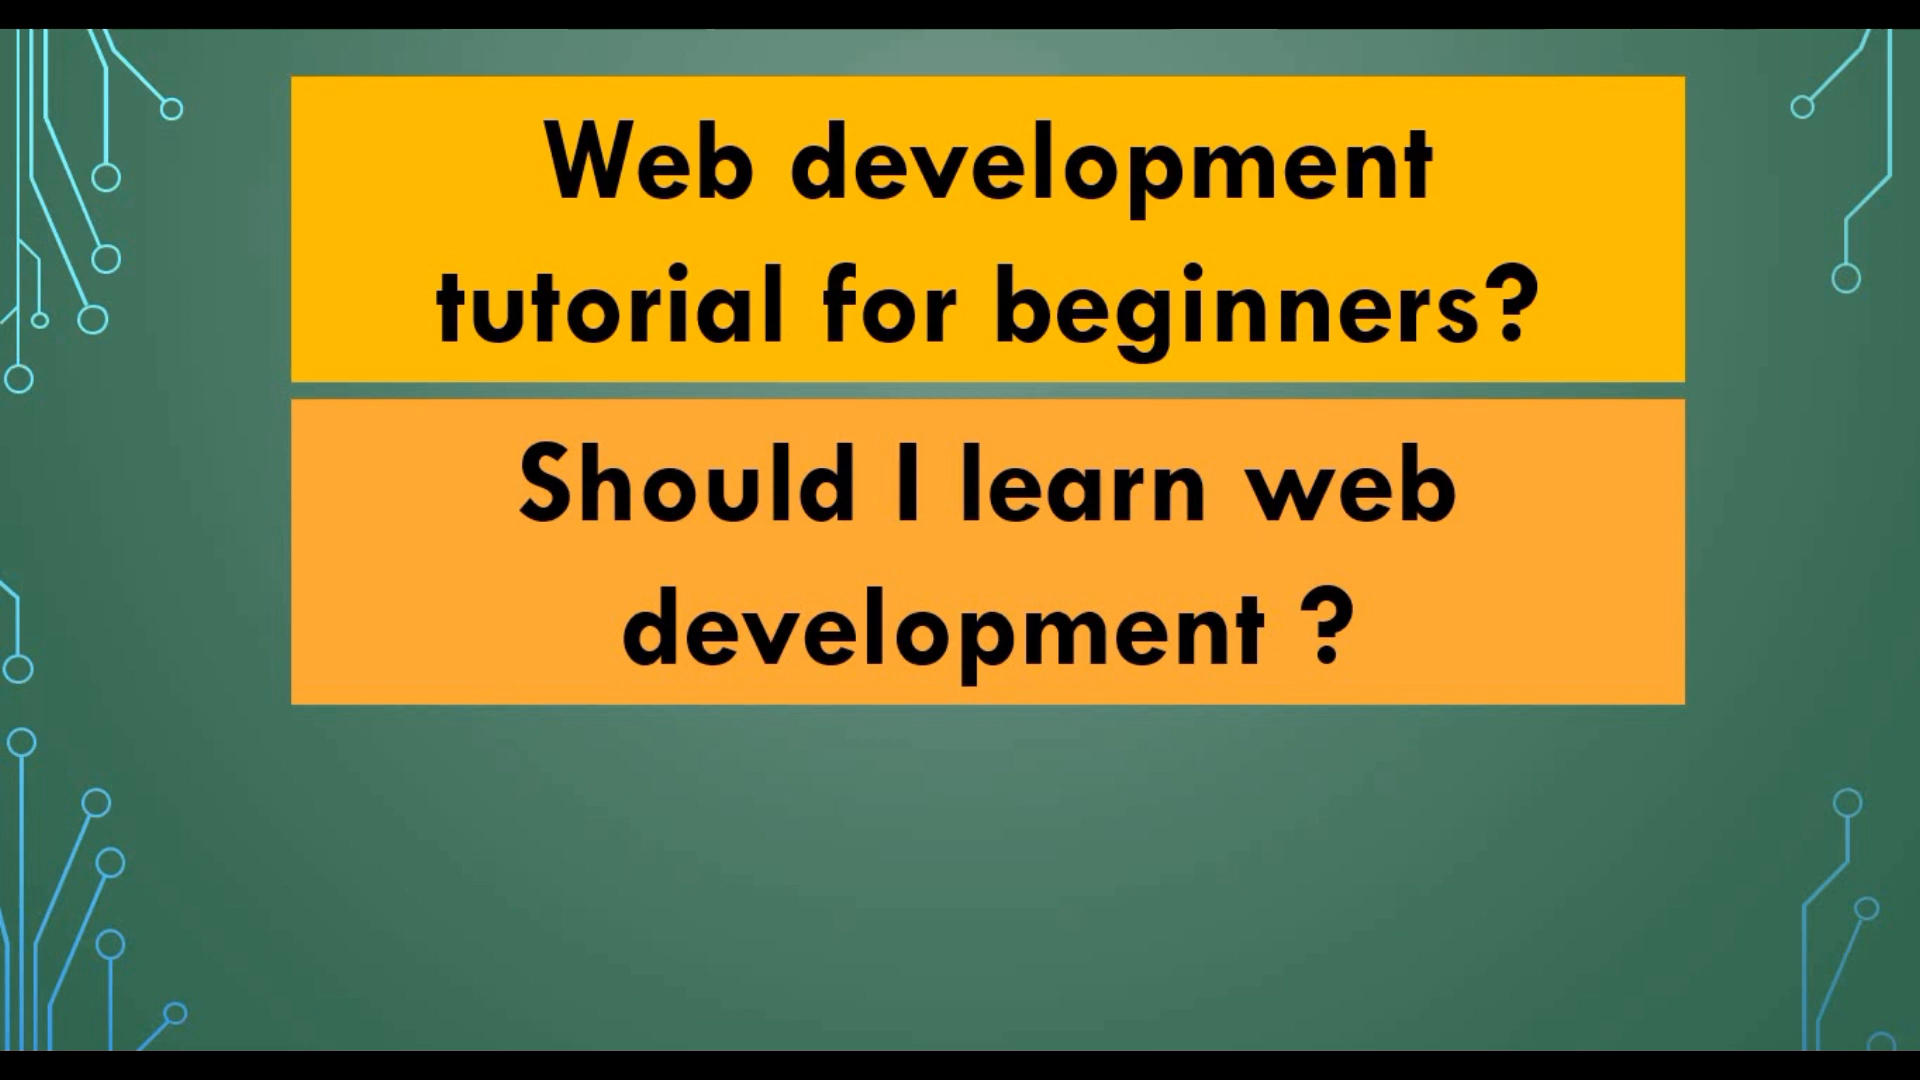 Web development
tutorial for beginners?
Should I learn web
development ?